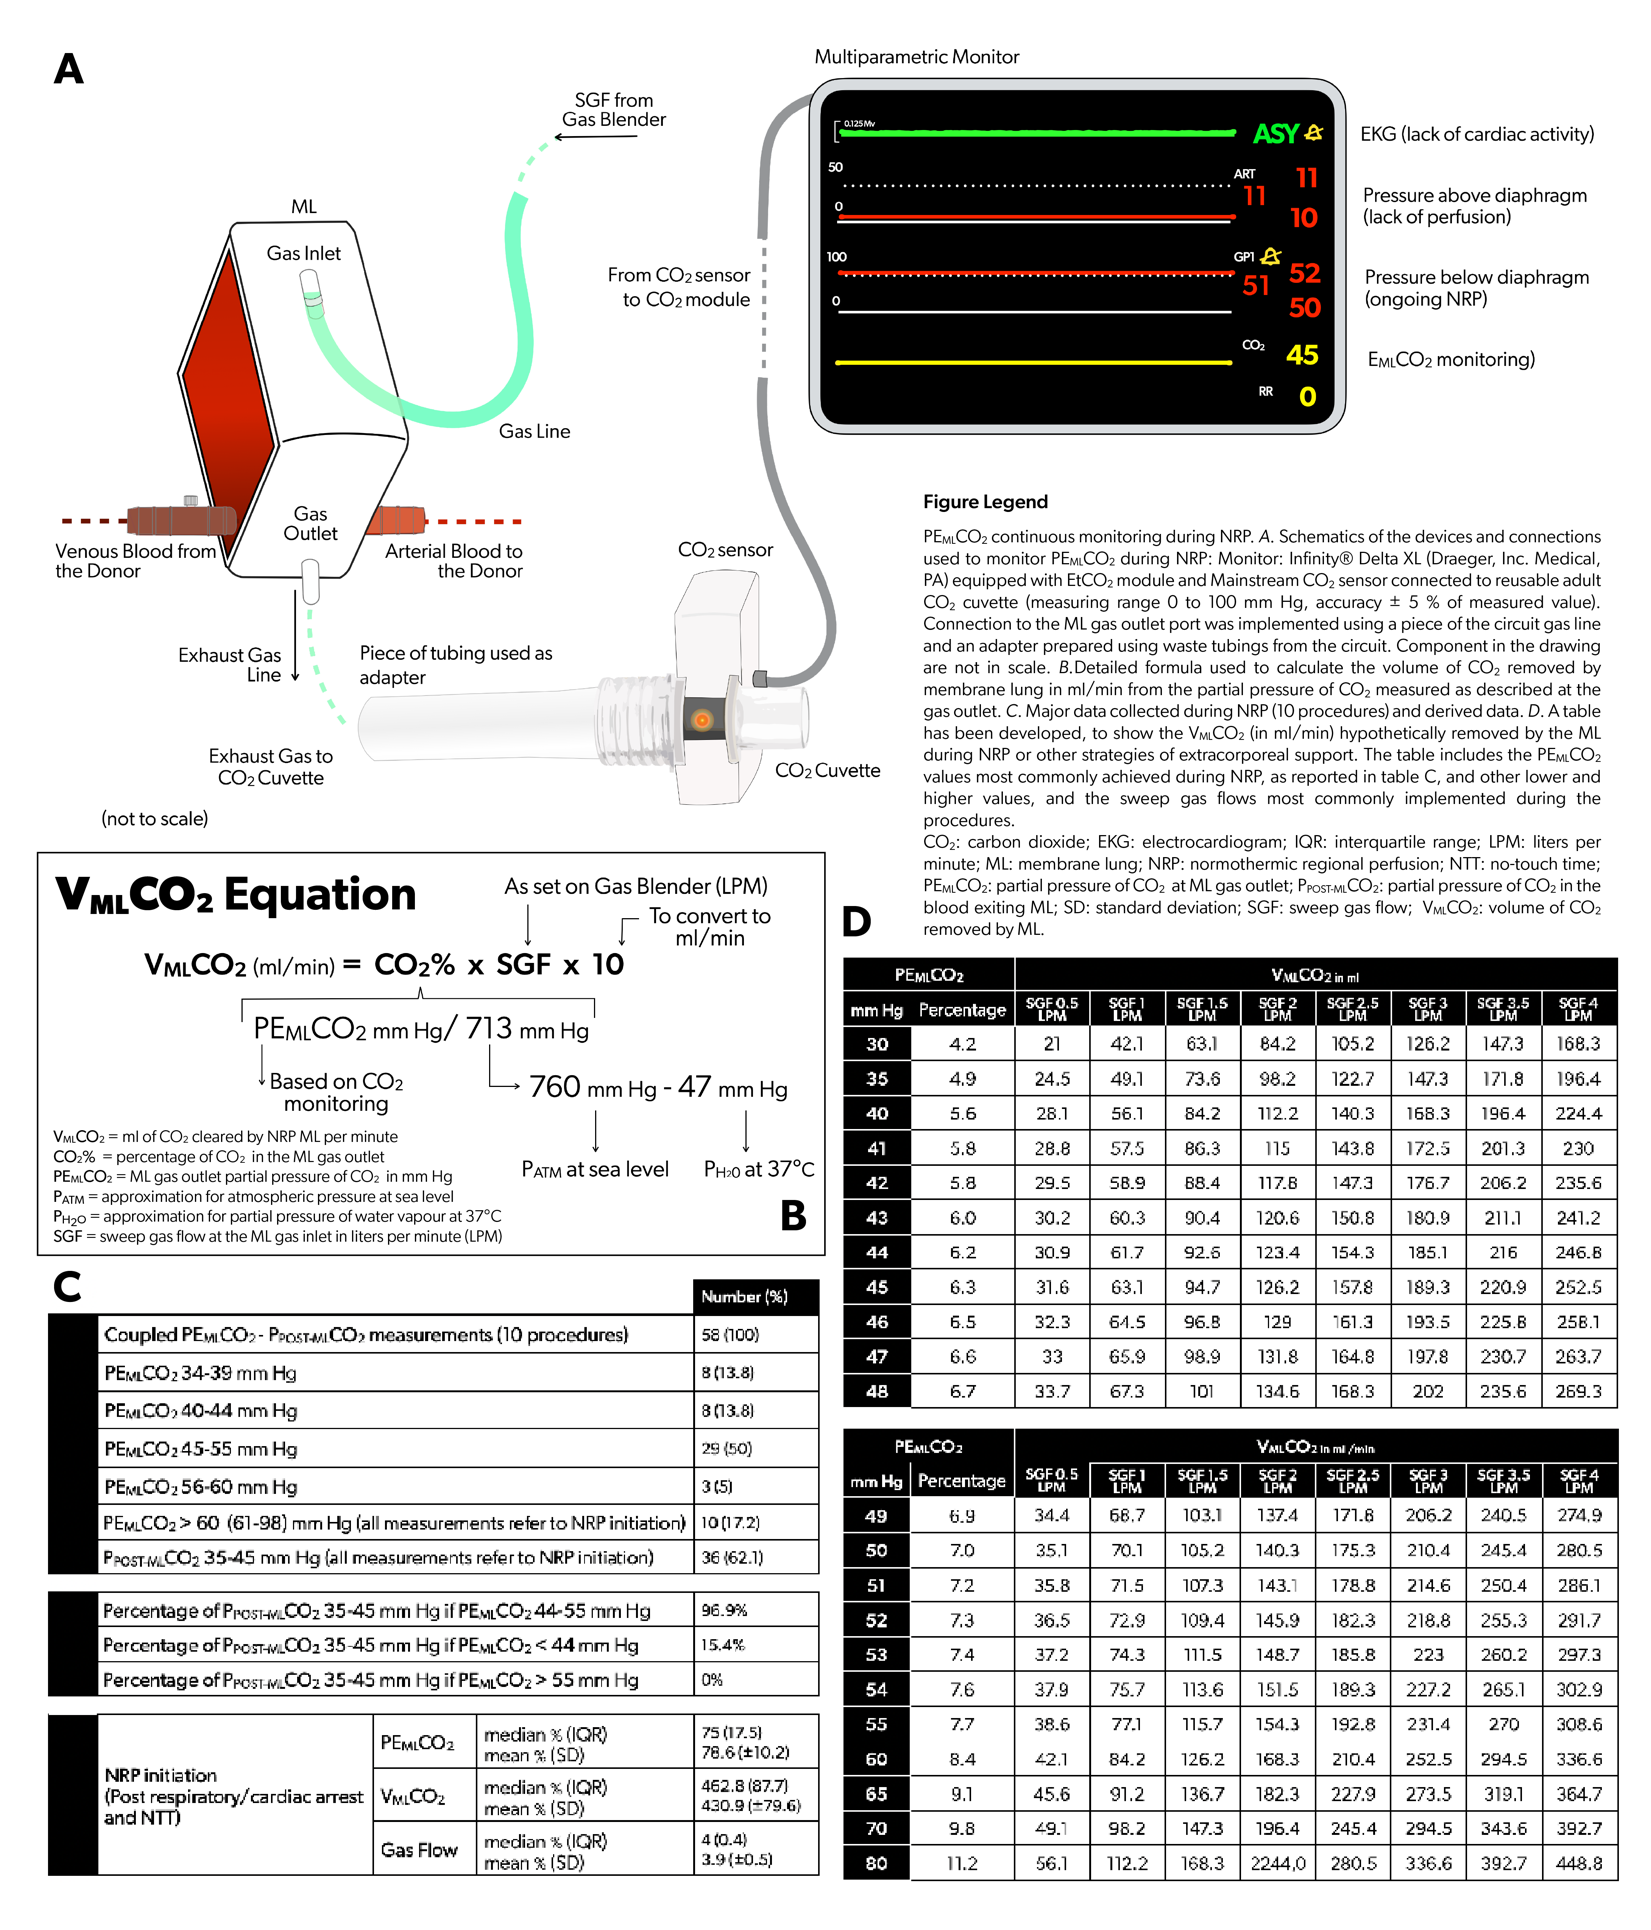 A
Multiparametric Monitor
SGF from
Gas Blender
ML
Gas Inlet
From CO₂ sensor
to CO₂ module
Gas Line
Gas
Outlet
Venous Blood from
the Donor
Arterial Blood to
the Donor
CO₂ sensor
Exhaust Gas
Line
Piece of tubing used as
adapter
Exhaust Gas to
CO₂ Cuvette
CO₂ Cuvette
(not to scale)
0.125Mv
ASY
EKG (lack of cardiac activity)
50
0
ART
11
11
10
Pressure above diaphragm
(lack of perfusion)
100
0
GP1
51
52
50
Pressure below diaphragm
(ongoing NRP)
CO₂
45
EMLCO₂ monitoring)
RR
0
Figure Legend
PEMLCO₂ continuous monitoring during NRP. A. Schematics of the devices and connections
used to monitor PEMLCO₂ during NRP: Monitor: Infinity® Delta XL (Draeger, Inc. Medical,
PA) equipped with EtCO₂ module and Mainstream CO₂ sensor connected to reusable adult
CO₂ cuvette (measuring range 0 to 100 mm Hg, accuracy ± 5 % of measured value).
Connection to the ML gas outlet port was implemented using a piece of the circuit gas line
and an adapter prepared using waste tubings from the circuit. Component in the drawing
are not in scale. B.Detailed formula used to calculate the volume of CO₂ removed by
membrane lung in ml/min from the partial pressure of CO₂ measured as described at the
gas outlet. C. Major data collected during NRP (10 procedures) and derived data. D. A table
has been developed, to show the VMLCO₂ (in ml/min) hypothetically removed by the ML
during NRP or other strategies of extracorporeal support. The table includes the PEMLCO₂
values most commonly achieved during NRP, as reported in table C, and other lower and
higher values, and the sweep gas flows most commonly implemented during the
procedures.
CO₂: carbon dioxide; EKG: electrocardiogram; IQR: interquartile range; LPM: liters per
minute; ML: membrane lung; NRP: normothermic regional perfusion; NTT: no-touch time;
PEMLCO₂: partial pressure of CO₂ at ML gas outlet; PPOST-MLCO₂: partial pressure of CO₂ in the
blood exiting ML; SD: standard deviation; SGF: sweep gas flow; VMLCO₂: volume of CO₂
removed by ML.
VMLCO₂ Equation
As set on Gas Blender (LPM)
To convert to
ml/min
VMLCO₂ (ml/min) = CO₂% x SGF x 10
PEMLCO₂ mm Hg/ 713 mm Hg
Based on CO₂
monitoring
760 mm Hg - 47 mm Hg
PATM at sea level
PH₂0 at 37°C
VMLCO₂ = ml of CO₂ cleared by NRP ML per minute
CO₂% = percentage of CO₂ in the ML gas outlet
PEMLCO₂ = ML gas outlet partial pressure of CO₂ in mm Hg
PATM = approximation for atmospheric pressure at sea level
PH₂O = approximation for partial pressure of water vapour at 37°C
SGF = sweep gas flow at the ML gas inlet in liters per minute (LPM)
B
C
Number (%)
Coupled PEMLCO₂ - PPOST-MLCO₂ measurements (10 procedures) 58 (100)
PEMLCO₂ 34-39 mm Hg 8 (13.8)
PEMLCO₂ 40-44 mm Hg 8 (13.8)
PEMLCO₂ 45-55 mm Hg 29 (50)
PEMLCO₂ 56-60 mm Hg 3 (5)
PEMLCO₂ > 60 (61-98) mm Hg (all measurements refer to NRP initiation) 10 (17.2)
PPOST-MLCO₂ 35-45 mm Hg (all measurements refer to NRP initiation) 36 (62.1)
Percentage of PPOST-MLCO₂ 35-45 mm Hg if PEMLCO₂ 44-55 mm Hg 96.9%
Percentage of PPOST-MLCO₂ 35-45 mm Hg if PEMLCO₂ < 44 mm Hg 15.4%
Percentage of PPOST-MLCO₂ 35-45 mm Hg if PEMLCO₂ > 55 mm Hg 0%
NRP initiation
(Post respiratory/cardiac arrest
and NTT)
PEMLCO₂
median % (IQR) 75 (17.5)
mean % (SD) 78.6 (±10.2)
VMLCO₂
median % (IQR) 462.8 (87.7)
mean % (SD) 430.9 (±79.6)
Gas Flow
median % (IQR) 4 (0.4)
mean % (SD) 3.9 (±0.5)
D
PEMLCO₂ VMLCO₂ in ml
mm Hg Percentage SGF 0.5 LPM SGF 1 LPM SGF 1.5 LPM SGF 2 LPM SGF 2.5 LPM SGF 3 LPM SGF 3.5 LPM SGF 4 LPM
30 4.2 21 42.1 63.1 84.2 105.2 126.2 147.3 168.3
35 4.9 24.5 49.1 73.6 98.2 122.7 147.3 171.8 196.4
40 5.6 28.1 56.1 84.2 112.2 140.3 168.3 196.4 224.4
41 5.8 28.8 57.5 86.3 115 143.8 172.5 201.3 230
42 5.8 29.5 58.9 88.4 117.8 147.3 176.7 206.2 235.6
43 6.0 30.2 60.3 90.4 120.6 150.8 180.9 211.1 241.2
44 6.2 30.9 61.7 92.6 123.4 154.3 185.1 216 246.8
45 6.3 31.6 63.1 94.7 126.2 157.8 189.3 220.9 252.5
46 6.5 32.3 64.5 96.8 129 161.3 193.5 225.8 258.1
47 6.6 33 65.9 98.9 131.8 164.8 197.8 230.7 263.7
48 6.7 33.7 67.3 101 134.6 168.3 202 235.6 269.3
PEMLCO₂ VMLCO₂ in ml /min
mm Hg Percentage SGF 0.5 LPM SGF 1 LPM SGF 1.5 LPM SGF 2 LPM SGF 2.5 LPM SGF 3 LPM SGF 3.5 LPM SGF 4 LPM
49 6.9 34.4 68.7 103.1 137.4 171.8 206.2 240.5 274.9
50 7.0 35.1 70.1 105.2 140.3 175.3 210.4 245.4 280.5
51 7.2 35.8 71.5 107.3 143.1 178.8 214.6 250.4 286.1
52 7.3 36.5 72.9 109.4 145.9 182.3 218.8 255.3 291.7
53 7.4 37.2 74.3 111.5 148.7 185.8 223 260.2 297.3
54 7.6 37.9 75.7 113.6 151.5 189.3 227.2 265.1 302.9
55 7.7 38.6 77.1 115.7 154.3 192.8 231.4 270 308.6
60 8.4 42.1 84.2 126.2 168.3 210.4 252.5 294.5 336.6
65 9.1 45.6 91.2 136.7 182.3 227.9 273.5 319.1 364.7
70 9.8 49.1 98.2 147.3 196.4 245.4 294.5 343.6 392.7
80 11.2 56.1 112.2 168.3 2244,0 280.5 336.6 392.7 448.8